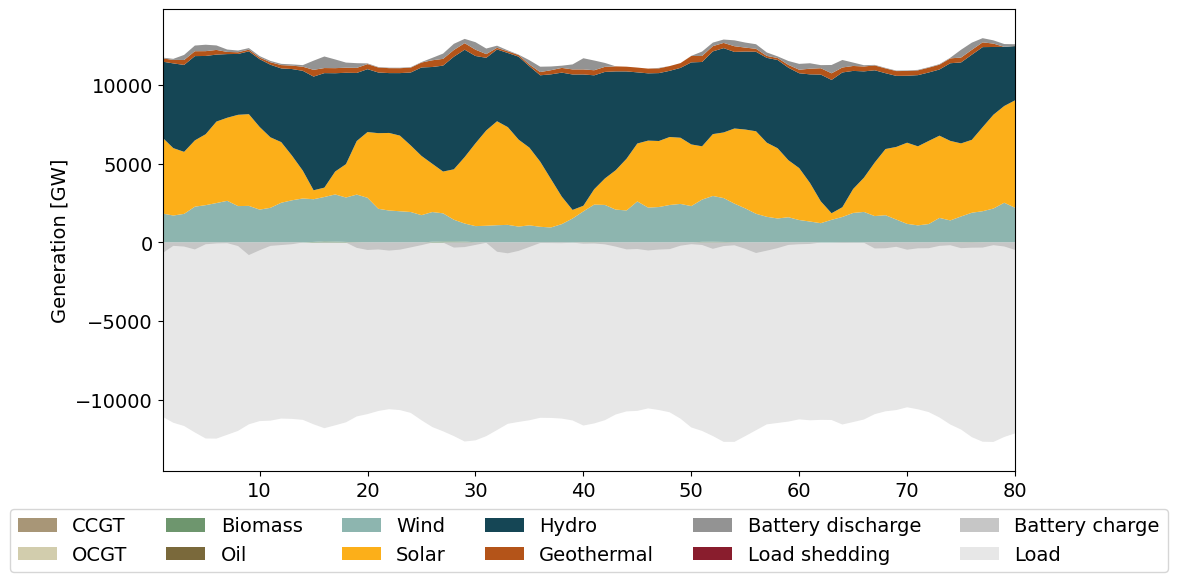 Generation [GW]
10000
5000
0
−5000
−10000
10 20 30 40 50 60 70 80
CCGT Biomass Wind Hydro Battery discharge Battery charge
OCGT Oil Solar Geothermal Load shedding Load